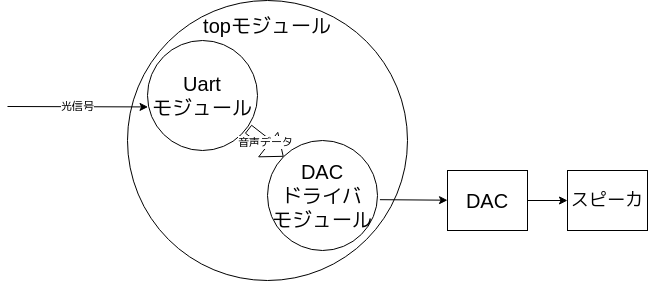 topモジュール
Uart
モジュール
光信号
音声データ
DAC
ドライバ
モジュール
DAC
スピーカ